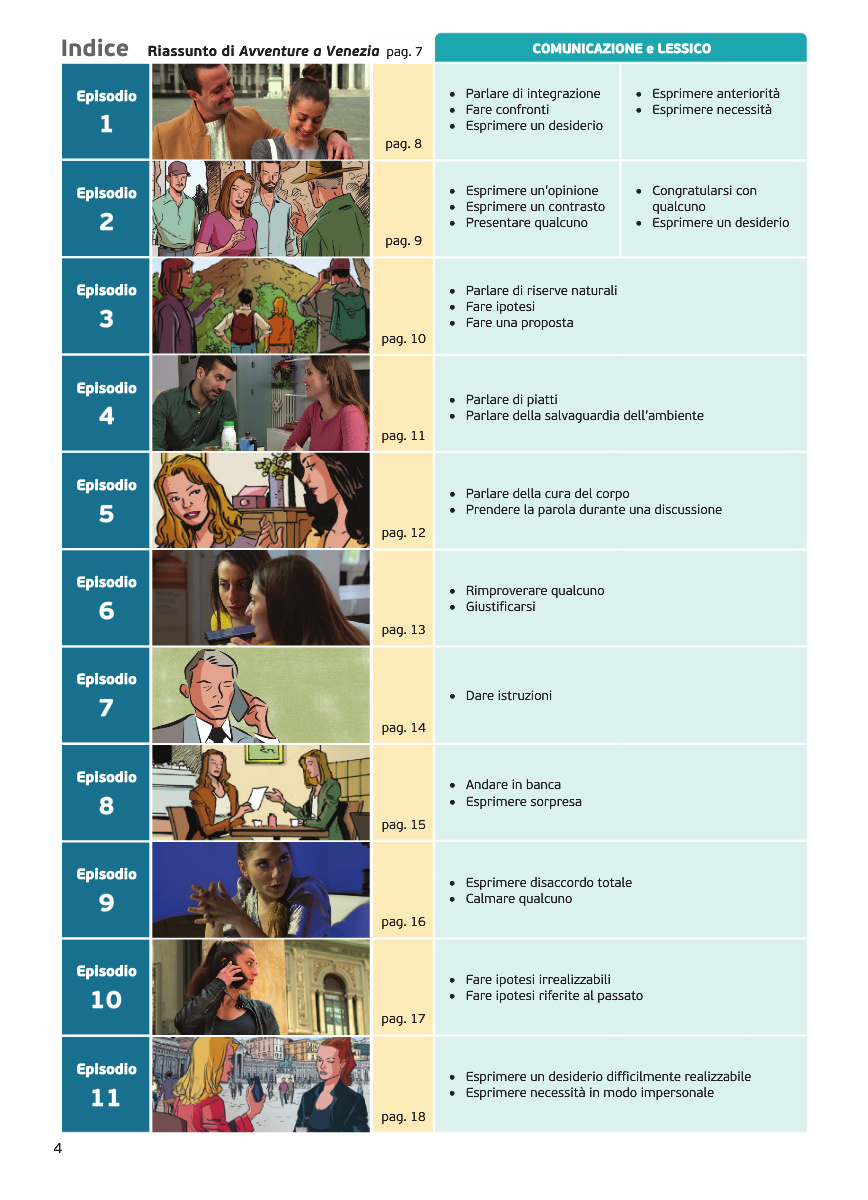 Indice Riassunto di Avventure a Venezia pag. 7
COMUNICAZIONE e LESSICO
Episodio
1
pag. 8
• Parlare di integrazione
• Fare confronti
• Esprimere un desiderio
• Esprimere anteriorità
• Esprimere necessità
Episodio
2
pag. 9
• Esprimere un'opinione
• Esprimere un contrasto
• Presentare qualcuno
• Congratularsi con
qualcuno
• Esprimere un desiderio
Episodio
3
pag. 10
• Parlare di riserve naturali
• Fare ipotesi
• Fare una proposta
Episodio
4
pag. 11
• Parlare di piatti
• Parlare della salvaguardia dell'ambiente
Episodio
5
pag. 12
• Parlare della cura del corpo
• Prendere la parola durante una discussione
Episodio
6
pag. 13
• Rimproverare qualcuno
• Giustificarsi
Episodio
7
pag. 14
• Dare istruzioni
Episodio
8
pag. 15
• Andare in banca
• Esprimere sorpresa
Episodio
9
pag. 16
• Esprimere disaccordo totale
• Calmare qualcuno
Episodio
10
pag. 17
• Fare ipotesi irrealizzabili
• Fare ipotesi riferite al passato
Episodio
11
pag. 18
• Esprimere un desiderio difficilmente realizzabile
• Esprimere necessità in modo impersonale
4